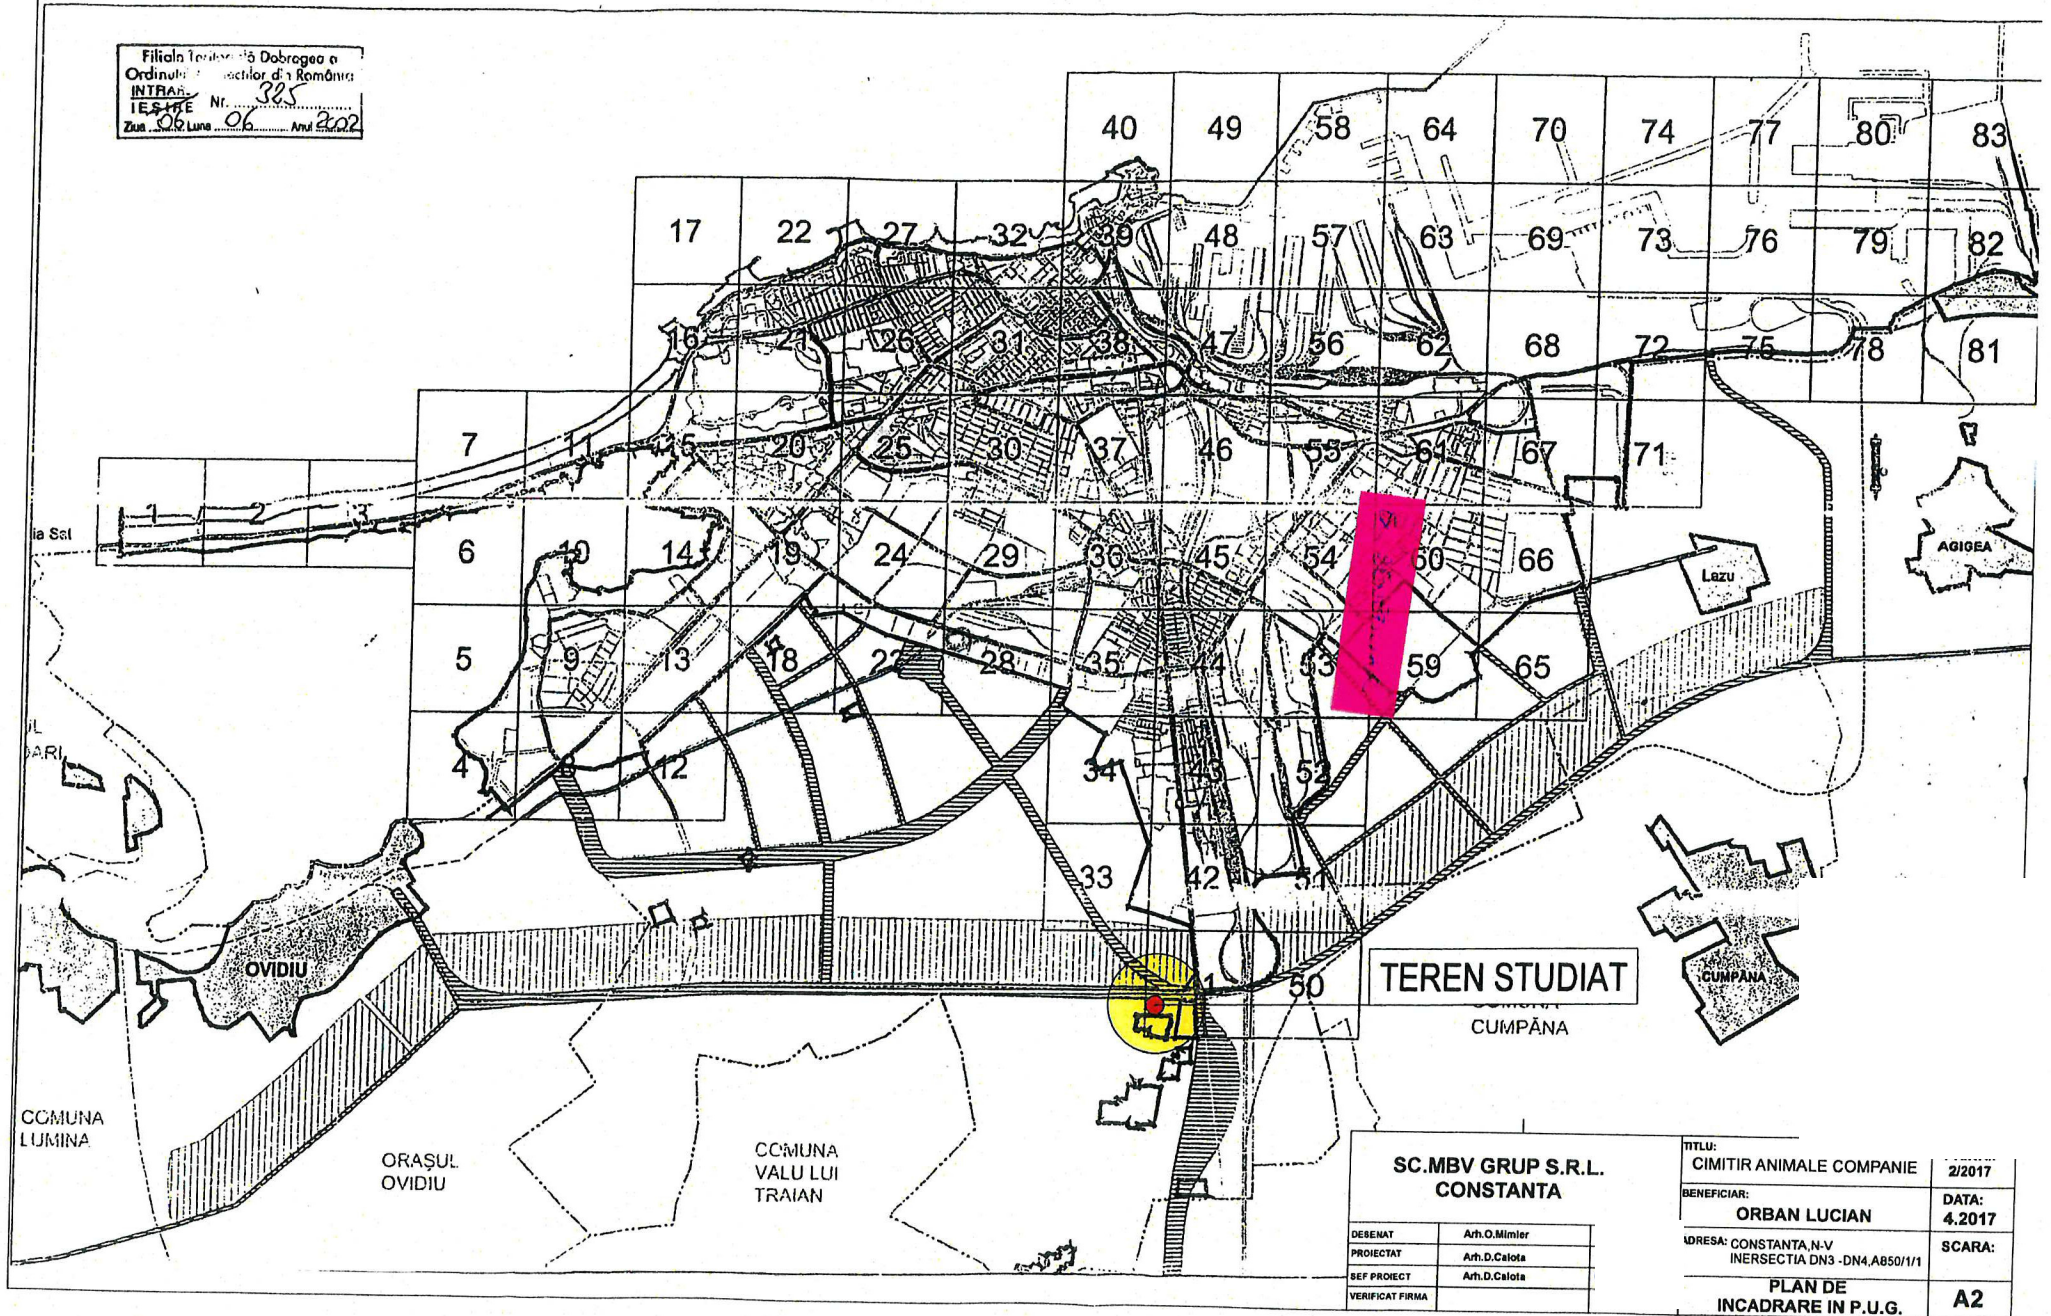 Filiala Dobrogea a
Ordinul din România
INTRAR
IESIRE Nr. 325
Ziua 06 Luna 06 Anul 2002
40 49 58 64 70 74 77 80 83
17 22 27 32 39 48 57 63 69 73 76 79 82
16 21 26 31 38 47 56 62 68 72 75 78 81
7 11 15 20 25 30 37 46 55 61 67 71
1 2 3
6 10 14 19 24 29 36 45 54 60 66
AGIGEA
Lazu
5 9 13 18 23 28 35 44 53 59 65
4 8 12 34 43 52
33 42 51
OVIDIU
50
TEREN STUDIAT
CUMPĂNA
COMUNA
CUMPĂNA
COMUNA
LUMINA
ORAȘUL
OVIDIU
COMUNA
VALU LUI
TRAIAN
SC.MBV GRUP S.R.L.
CONSTANTA
DESENAT Arh.O.Mimler
PROIECTAT Arh.D.Calota
SEF PROIECT Arh.D.Calota
VERIFICAT FIRMA
TITLU:
CIMITIR ANIMALE COMPANIE
2/2017
BENEFICIAR:
ORBAN LUCIAN
DATA:
4.2017
ADRESA: CONSTANTA,N-V
INERSECTIA DN3 -DN4,A850/1/1
SCARA:
PLAN DE
INCADRARE IN P.U.G.
A2